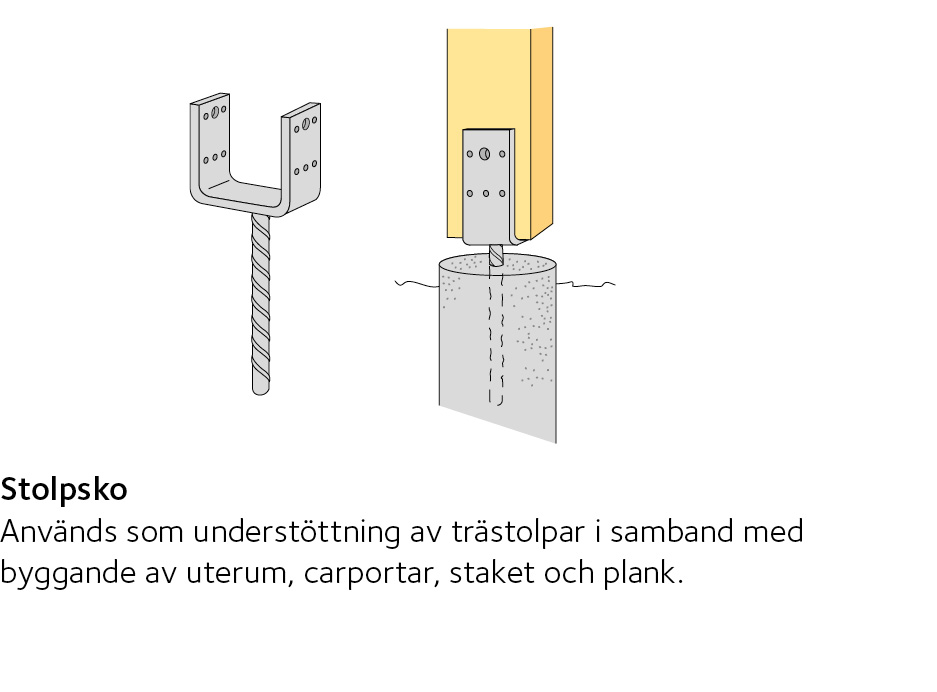 Stolpsko
Används som understöttning av trästolpar i samband med
byggande av uterum, carportar, staket och plank.